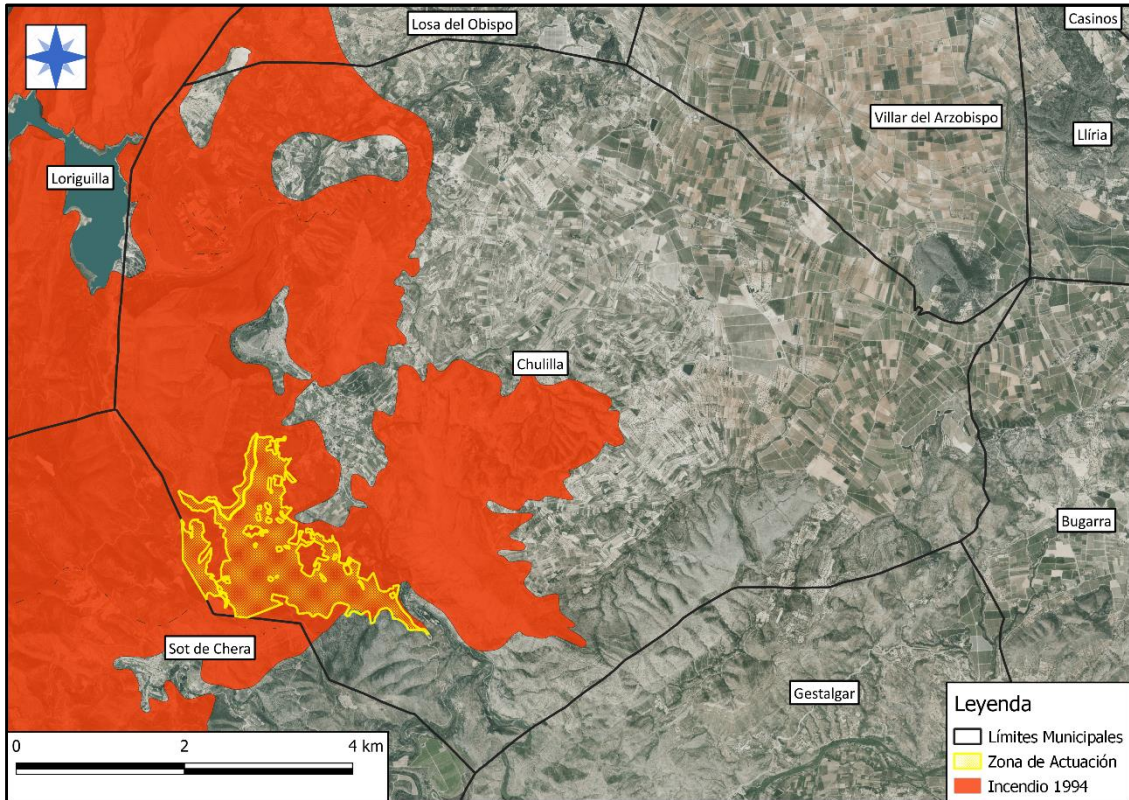 Losa del Obispo
Casinos
Villar del Arzobispo
Llíria
Loriguilla
Chulilla
Bugarra
Sot de Chera
Gestalgar
Leyenda
Límites Municipales
Zona de Actuación
Incendio 1994
0 2 4 km